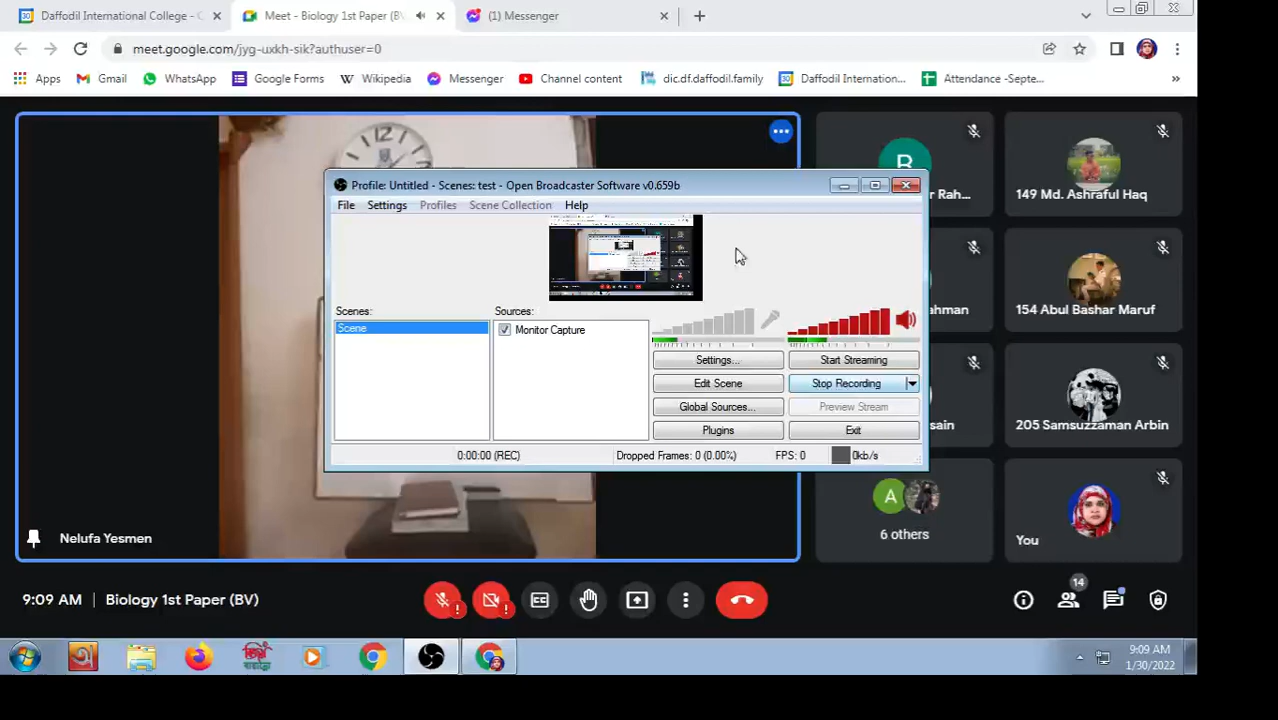 Daffodil International College - C
Meet - Biology 1st Paper (BV)
(1) Messenger
meet.google.com/jyg-uxkh-sik?authuser=0
Apps
Gmail
WhatsApp
Google Forms
Wikipedia
Messenger
Channel content
dic.df.daffodil.family
Daffodil Internation...
Attendance -Septe...
»
12
Profile: Untitled - Scenes: test - Open Broadcaster Software v0.659b
File Settings Profiles Scene Collection Help
Scenes:
Scene
Sources:
Monitor Capture
Settings...
Start Streaming
Edit Scene
Stop Recording
Global Sources...
Preview Stream
Plugins
Exit
0:00:00 (REC)
Dropped Frames: 0 (0.00%)
FPS: 0
0kb/s
R
r Rah...
149 Md. Ashraful Haq
154 Abul Bashar Maruf
sain
205 Samsuzzaman Arbin
A
6 others
You
Nelufa Yesmen
9:09 AM | Biology 1st Paper (BV)
14
9:09 AM
1/30/2022